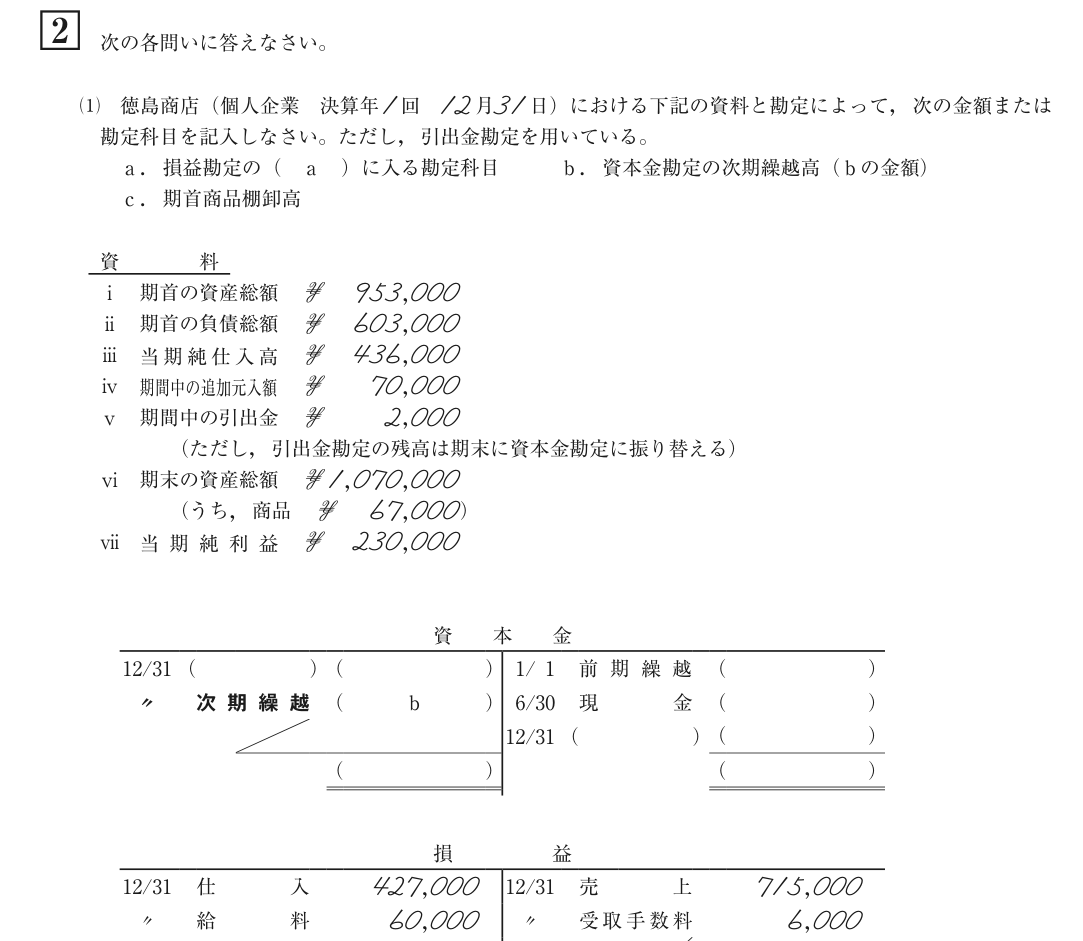 2 次の各問いに答えなさい。
⑴ 徳島商店（個人企業 決算年1回 12月31日）における下記の資料と勘定によって，次の金額または
勘定科目を記入しなさい。ただし，引出金勘定を用いている。
a．損益勘定の（ a ）に入る勘定科目 b．資本金勘定の次期繰越高（bの金額）
c．期首商品棚卸高
資 料
ⅰ 期首の資産総額 ¥ 953,000
ⅱ 期首の負債総額 ¥ 603,000
ⅲ 当期純仕入高 ¥ 436,000
ⅳ 期間中の追加元入額 ¥ 70,000
ⅴ 期間中の引出金 ¥ 2,000
（ただし，引出金勘定の残高は期末に資本金勘定に振り替える）
ⅵ 期末の資産総額 ¥1,070,000
（うち，商品 ¥ 67,000）
ⅶ 当期純利益 ¥ 230,000
資 本 金
12/31 （ ）（ ） 1/ 1 前期繰越 （ ）
〃 次期繰越 （ b ） 6/30 現 金 （ ）
12/31 （ ）（ ）
（ ） （ ）
損 益
12/31 仕 入 427,000 12/31 売 上 715,000
〃 給 料 60,000 〃 受取手数料 6,000